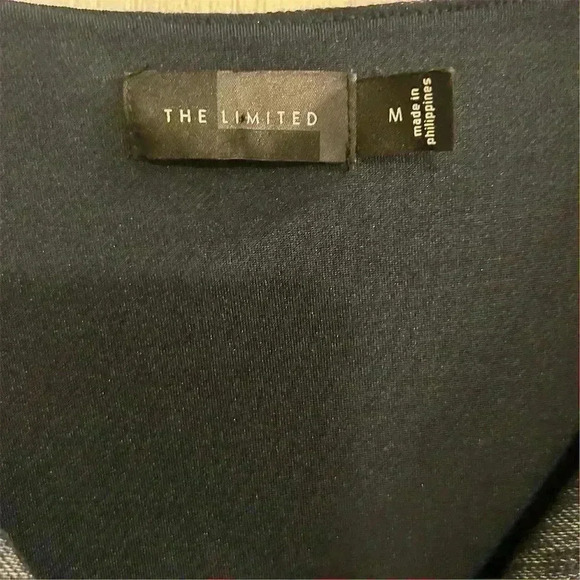 THE LIMITED
M
made in
philippines